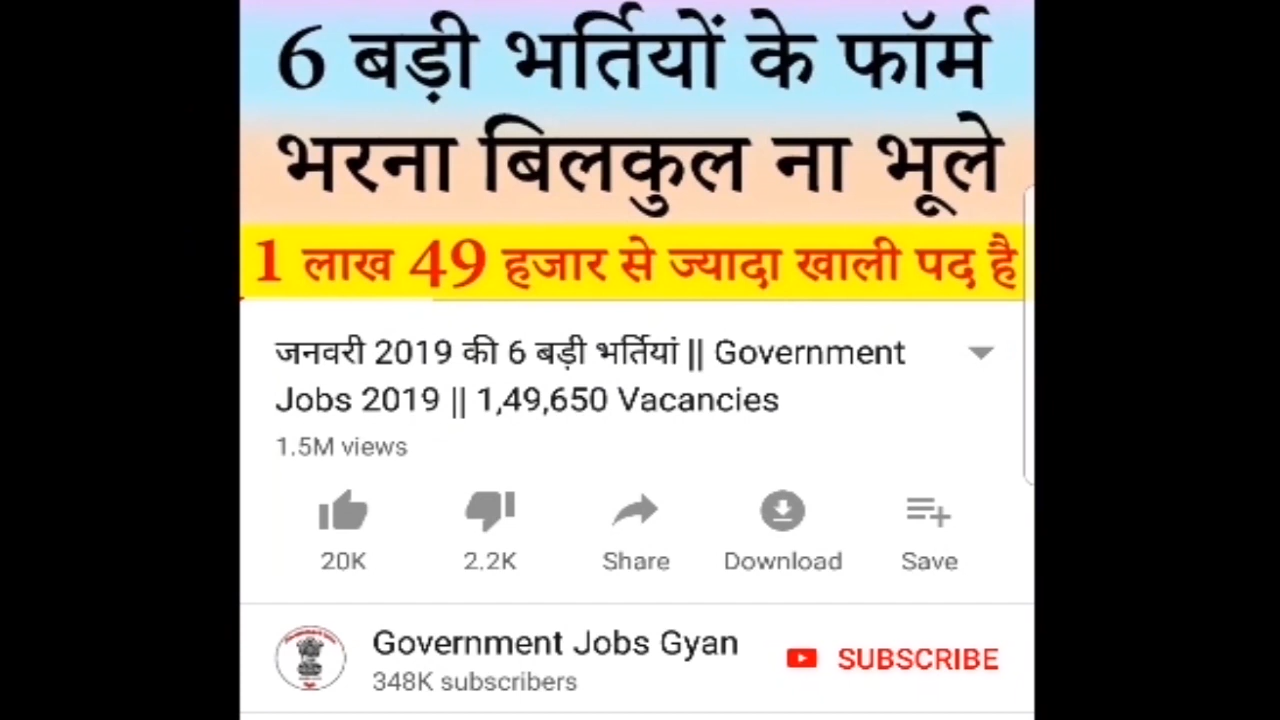 6 बड़ी भर्तियों के फॉर्म
भरना बिलकुल ना भूले
1 लाख 49 हजार से ज्यादा खाली पद है
जनवरी 2019 की 6 बड़ी भर्तियां || Government
Jobs 2019 || 1,49,650 Vacancies
1.5M views
20K 2.2K Share Download Save
Government Jobs Gyan
SUBSCRIBE
348K subscribers